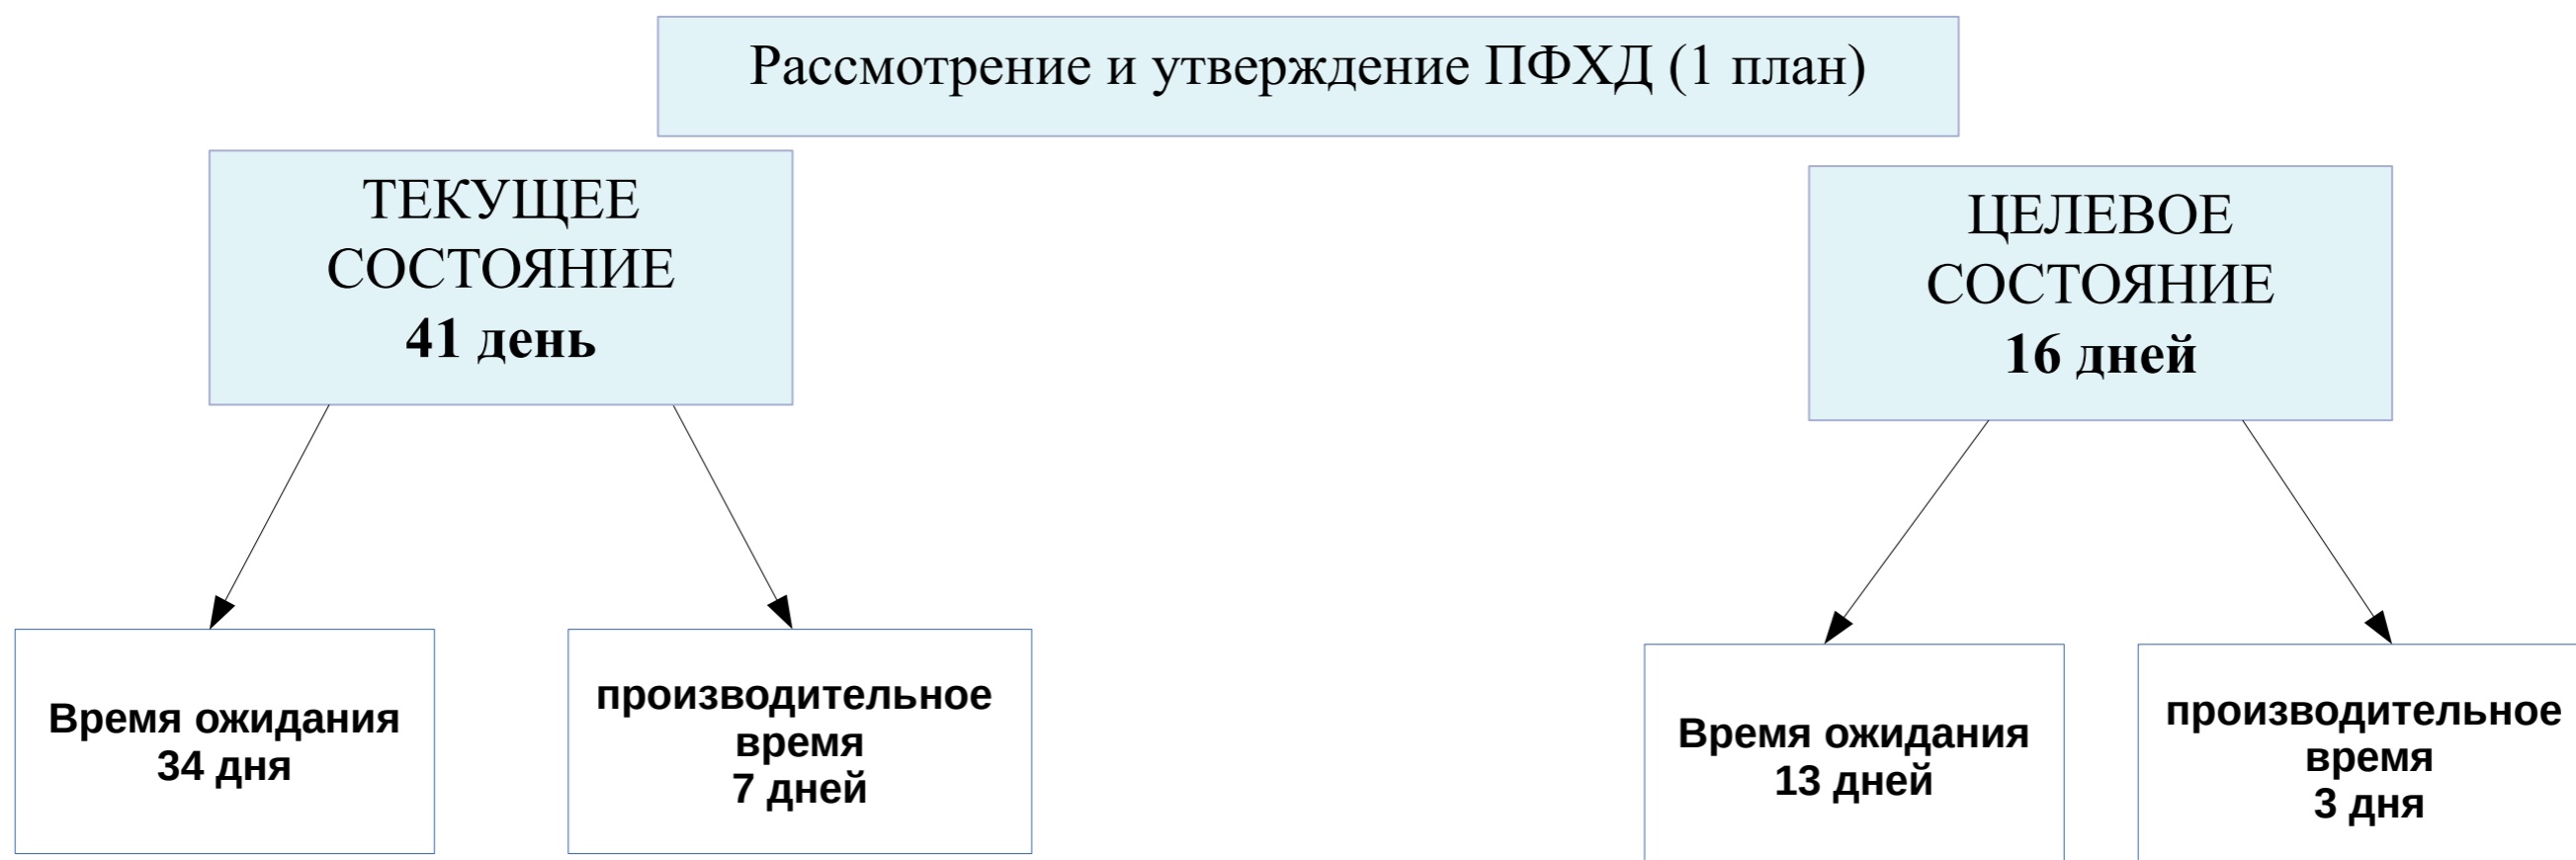 Рассмотрение и утверждение ПФХД (1 план)
ТЕКУЩЕЕ
СОСТОЯНИЕ
41 день
ЦЕЛЕВОЕ
СОСТОЯНИЕ
16 дней
Время ожидания
34 дня
производительное
время
7 дней
Время ожидания
13 дней
производительное
время
3 дня